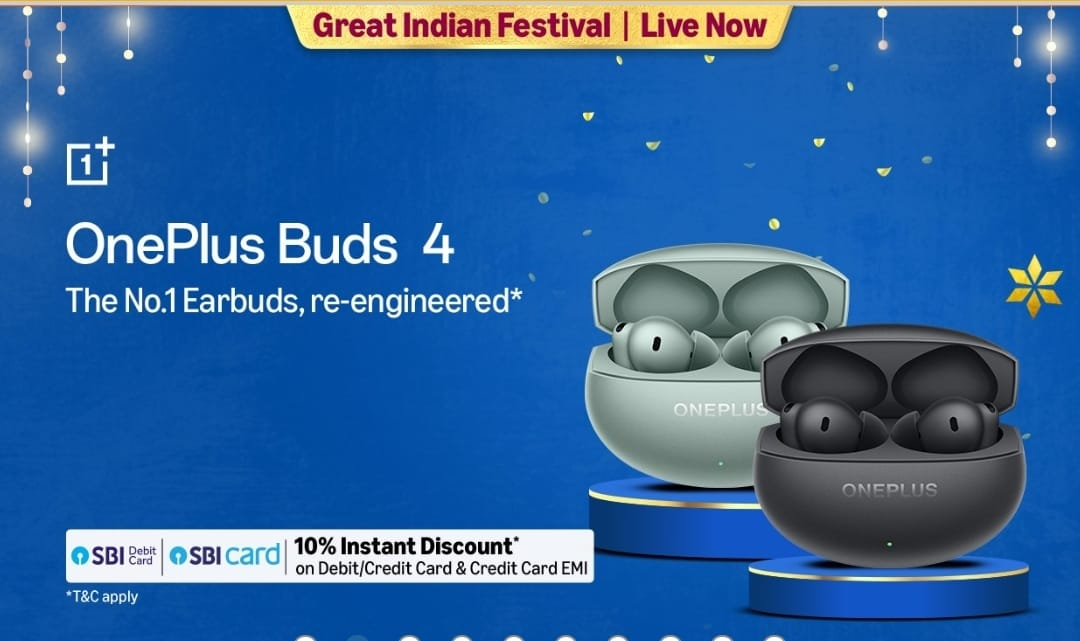 Great Indian Festival | Live Now
1+
OnePlus Buds 4
The No.1 Earbuds, re-engineered*
ONEPLUS
ONEPLUS
SBI Debit Card | SBI card | 10% Instant Discount*
on Debit/Credit Card & Credit Card EMI
*T&C apply